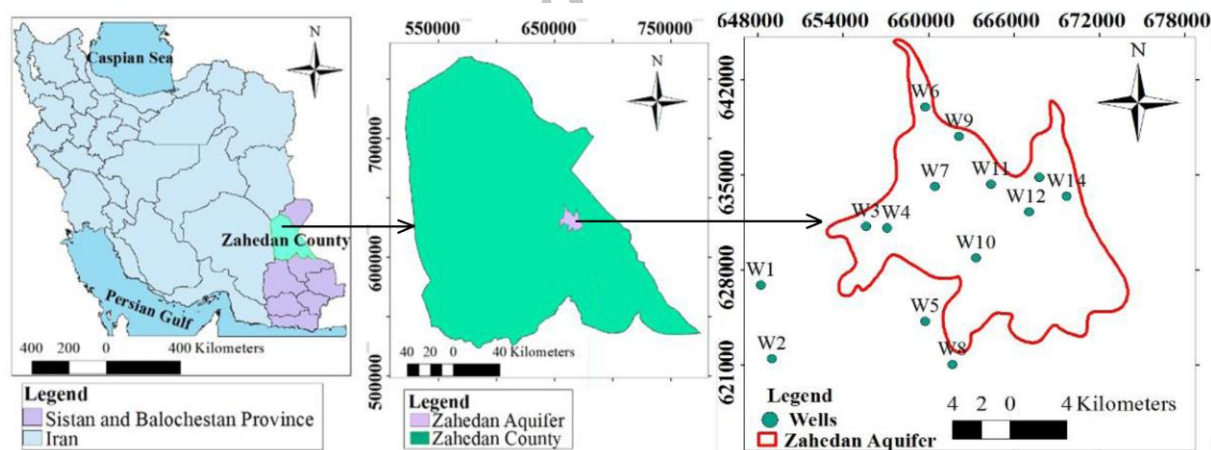 Caspian Sea
N
Zahedan County
Persian Gulf
400 200 0 400 Kilometers
Legend
Sistan and Balochestan Province
Iran
550000 650000 750000
700000
600000
500000
N
40 20 0 40 Kilometers
Legend
Zahedan Aquifer
Zahedan County
648000 654000 660000 666000 672000 678000
642000
635000
628000
621000
N
W6
W9
W7
W11
W14
W12
W3
W4
W10
W1
W5
W2
W8
Legend
Wells
Zahedan Aquifer
4 2 0 4 Kilometers